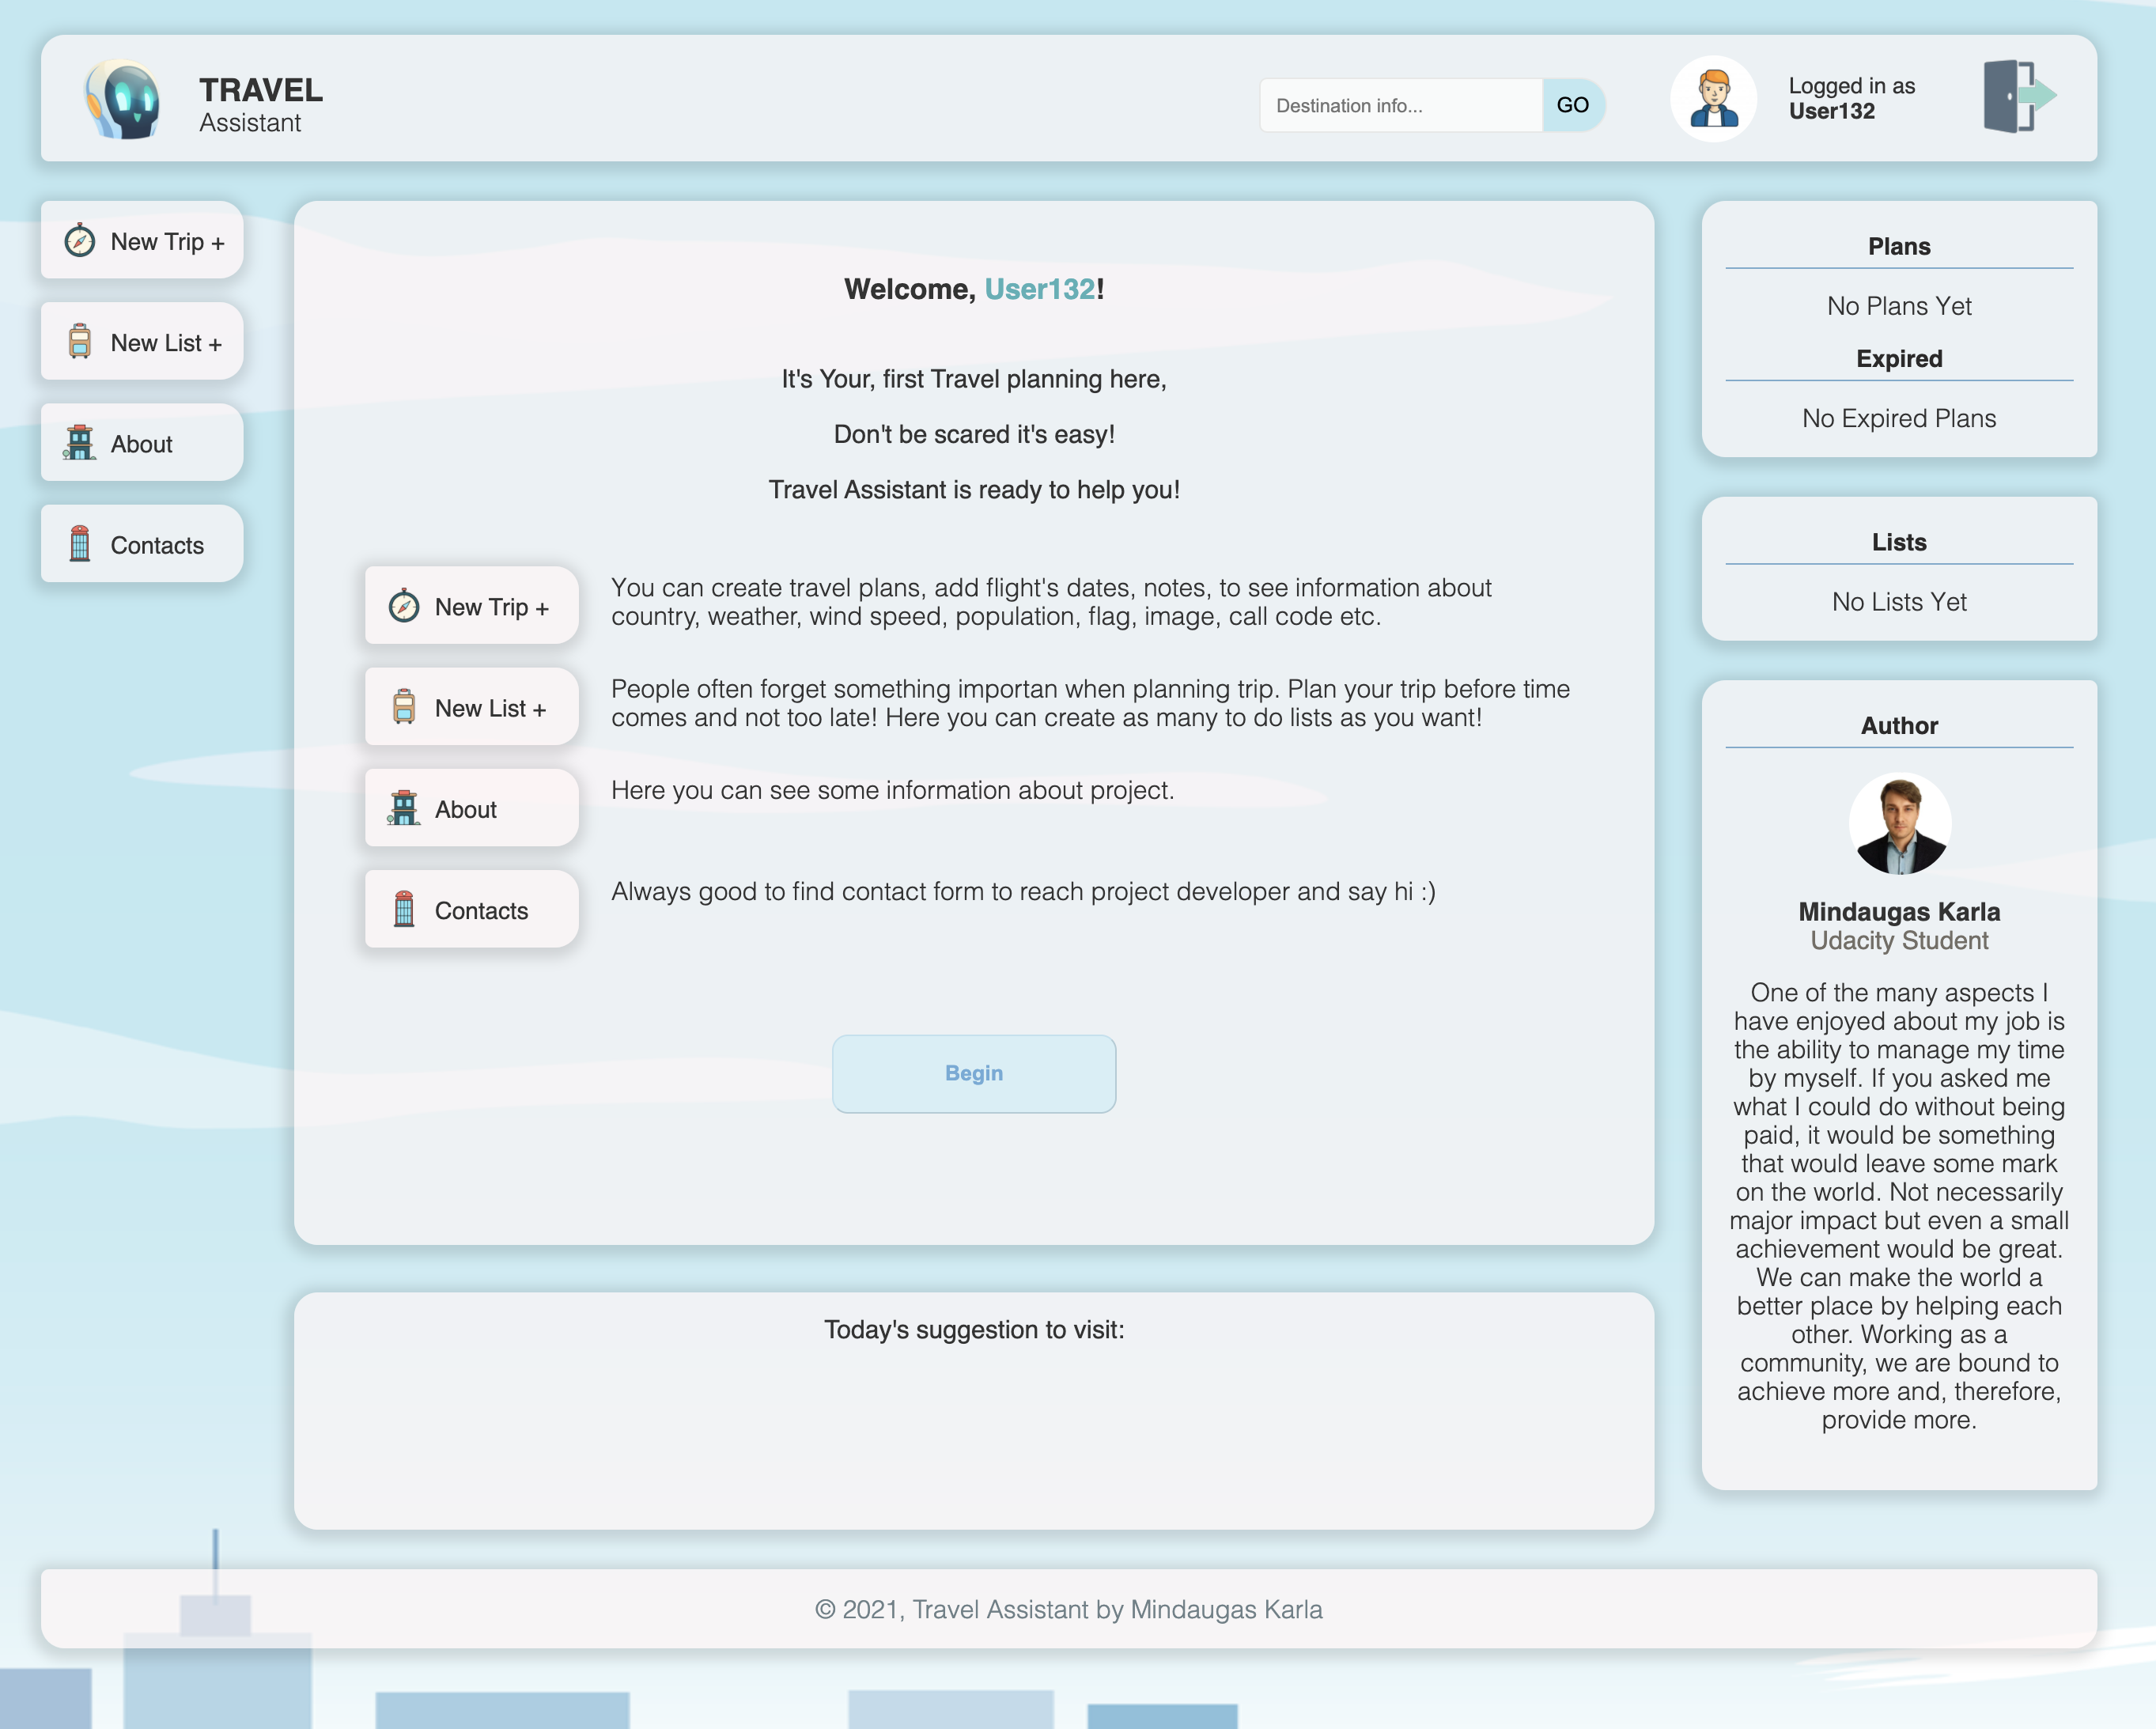 TRAVEL
Assistant
Destination info...
GO
Logged in as
User132
New Trip +
New List +
About
Contacts
Welcome, User132!
It's Your, first Travel planning here,
Don't be scared it's easy!
Travel Assistant is ready to help you!
New Trip +
You can create travel plans, add flight's dates, notes, to see information about
country, weather, wind speed, population, flag, image, call code etc.
New List +
People often forget something importan when planning trip. Plan your trip before time
comes and not too late! Here you can create as many to do lists as you want!
About
Here you can see some information about project.
Contacts
Always good to find contact form to reach project developer and say hi :)
Begin
Today's suggestion to visit:
Plans
No Plans Yet
Expired
No Expired Plans
Lists
No Lists Yet
Author
Mindaugas Karla
Udacity Student
One of the many aspects I
have enjoyed about my job is
the ability to manage my time
by myself. If you asked me
what I could do without being
paid, it would be something
that would leave some mark
on the world. Not necessarily
major impact but even a small
achievement would be great.
We can make the world a
better place by helping each
other. Working as a
community, we are bound to
achieve more and, therefore,
provide more.
© 2021, Travel Assistant by Mindaugas Karla